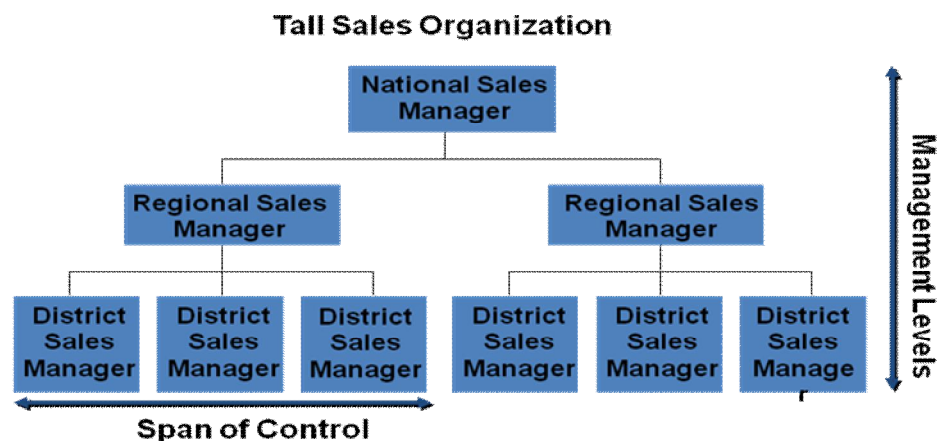 Tall Sales Organization
National Sales
Manager
Regional Sales
Manager
Regional Sales
Manager
District
Sales
Manager
District
Sales
Manager
District
Sales
Manager
District
Sales
Manager
District
Sales
Manager
District
Sales
Manage
r
Span of Control
Management Levels